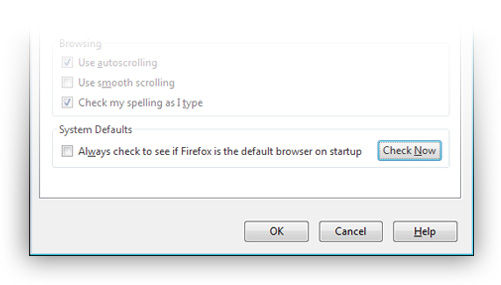 Browsing
Use autoscrolling
Use smooth scrolling
Check my spelling as I type
System Defaults
Always check to see if Firefox is the default browser on startup Check Now
OK Cancel Help